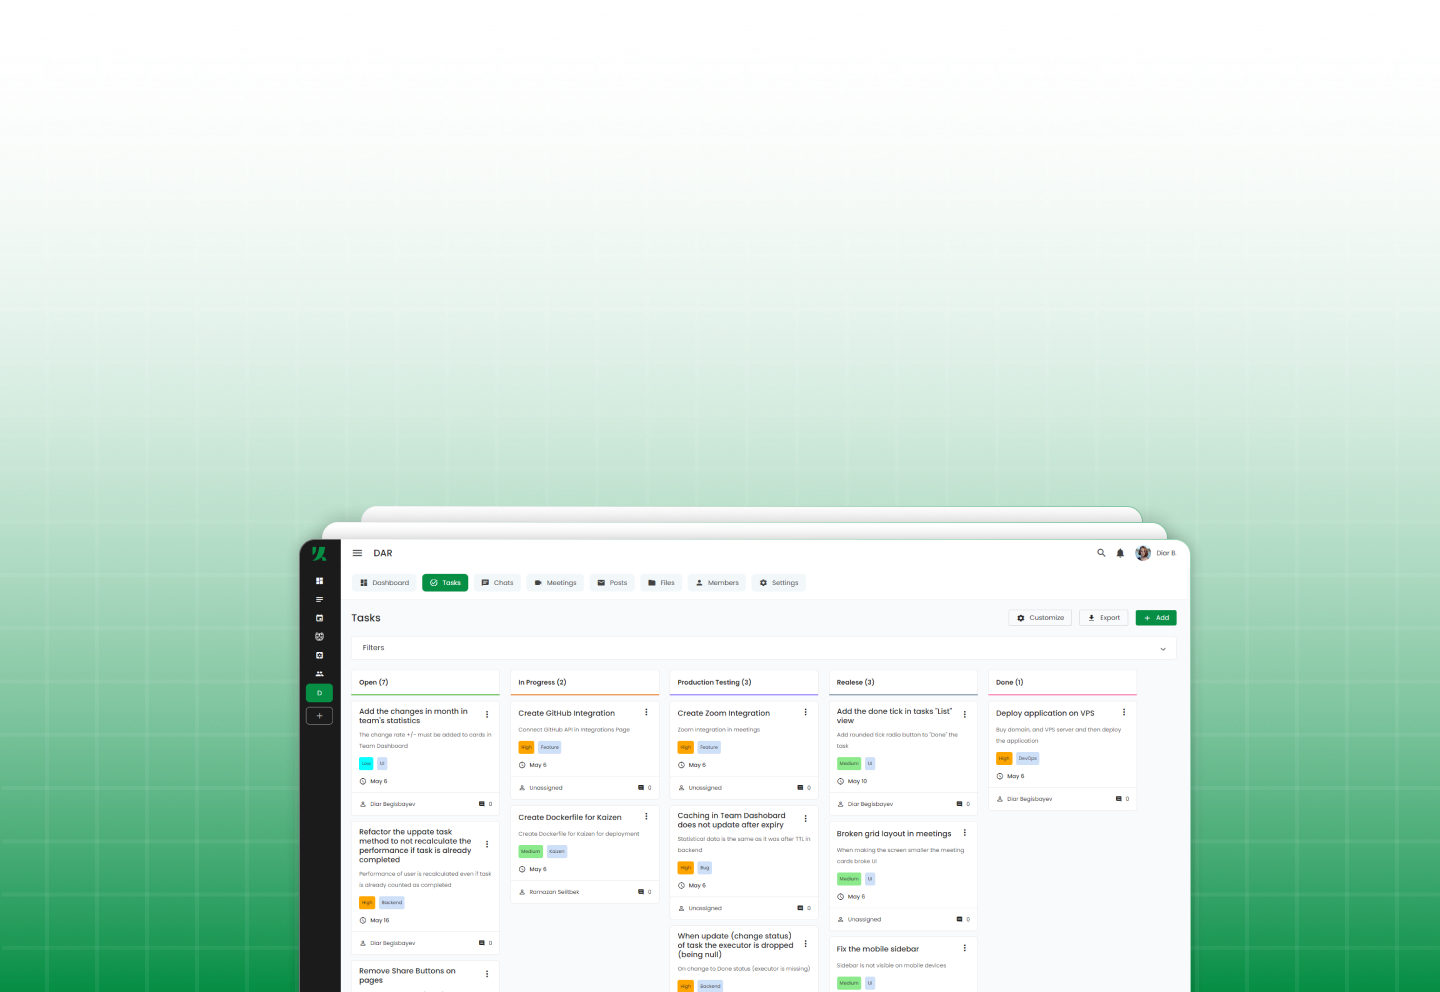 DAR
Diar B.
Dashboard
Tasks
Chats
Meetings
Posts
Files
Members
Settings
Tasks
Customize
Export
+ Add
Filters
D
+
Open (7)
Add the changes in month in
team's statistics
The change rate +/- must be added to cards in
Team Dashboard
Low
UI
May 6
Diar Begisbayev
0
Refactor the uppate task
method to not recalculate the
performance if task is already
completed
Performance of user is recalculated even if task
is already counted as completed
High
Backend
May 16
Diar Begisbayev
0
Remove Share Buttons on
pages
In Progress (2)
Create GitHub Integration
Connect GitHub API in Integrations Page
High
Feature
May 6
Unassigned
0
Create Dockerfile for Kaizen
Create Dockerfile for Kaizen for deployment
Medium
Kaizen
May 6
Ramazan Seiitbek
0
Production Testing (3)
Create Zoom Integration
Zoom Integration in meetings
High
Feature
May 6
Unassigned
0
Caching in Team Dashobard
does not update after expiry
Statistical data is the same as it was after TTL in
backend
High
Bug
May 6
Unassigned
0
When update (change status)
of task the executor is dropped
(being null)
On change to Done status (executor is missing)
High
Backend
Realese (3)
Add the done tick in tasks "List"
view
Add rounded tick radio button to "Done" the
task
Medium
UI
May 10
Diar Begisbayev
0
Broken grid layout in meetings
When making the screen smaller the meeting
cards broke UI
Medium
UI
May 6
Unassigned
0
Fix the mobile sidebar
Sidebar is not visible on mobile devices
Medium
UI
Done (1)
Deploy application on VPS
Buy domain, and VPS server and then deploy
the application
High
DevOps
May 6
Diar Begisbayev
0